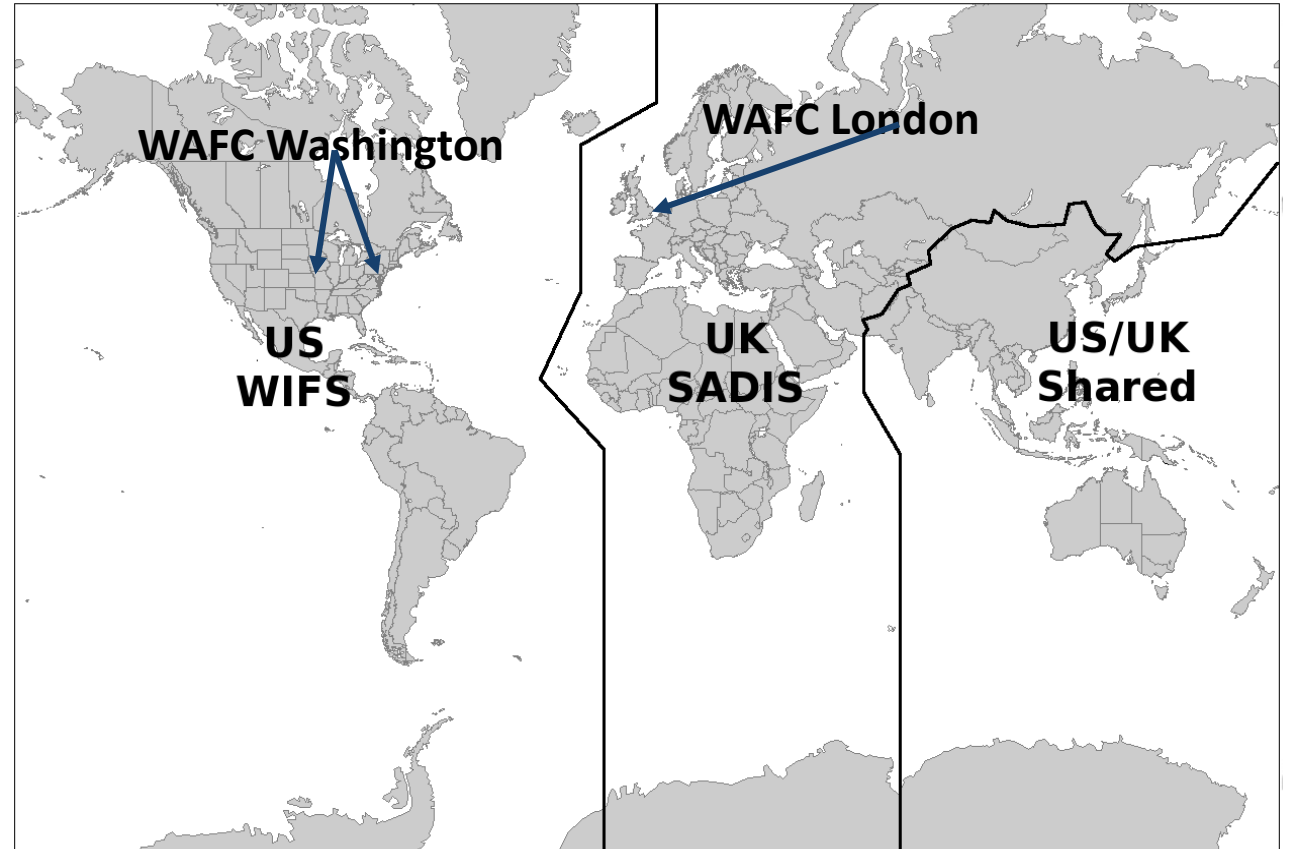 WAFC Washington
WAFC London
US
WIFS
UK
SADIS
US/UK
Shared